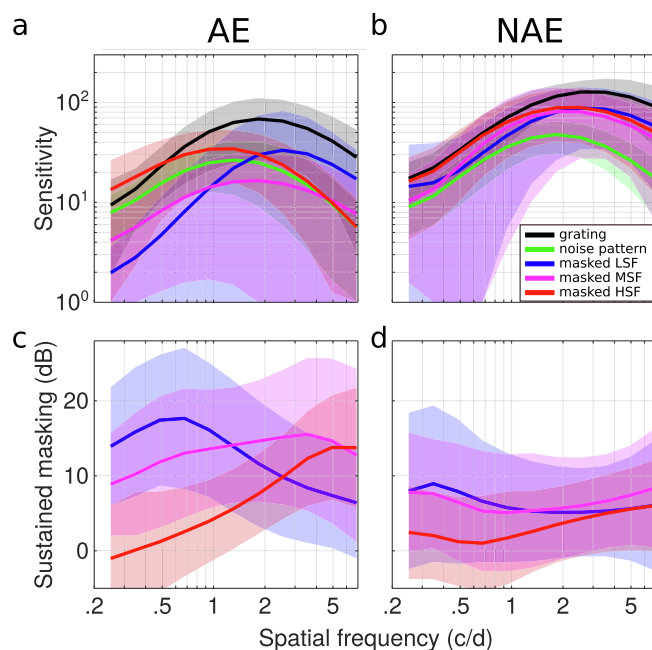 a AE b NAE
Sensitivity
10²
10¹
10⁰
grating
noise pattern
masked LSF
masked MSF
masked HSF
c d
Sustained masking (dB)
20
10
0
.2 .5 1 2 5 .2 .5 1 2 5
Spatial frequency (c/d)